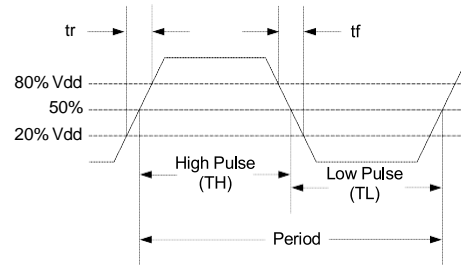 tr
tf
80% Vdd
50%
20% Vdd
High Pulse
(TH)
Low Pulse
(TL)
Period